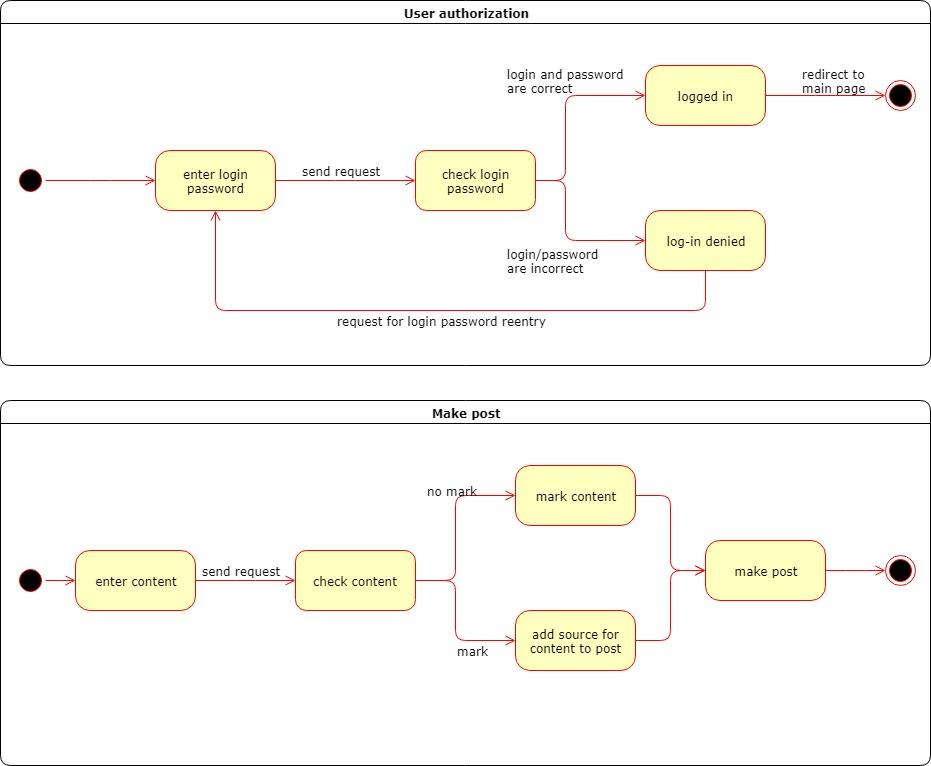 User authorization
login and password
are correct
redirect to
main page
logged in
enter login
password
send request
check login
password
log-in denied
login/password
are incorrect
request for login password reentry
Make post
no mark
mark content
enter content
send request
check content
make post
add source for
content to post
mark